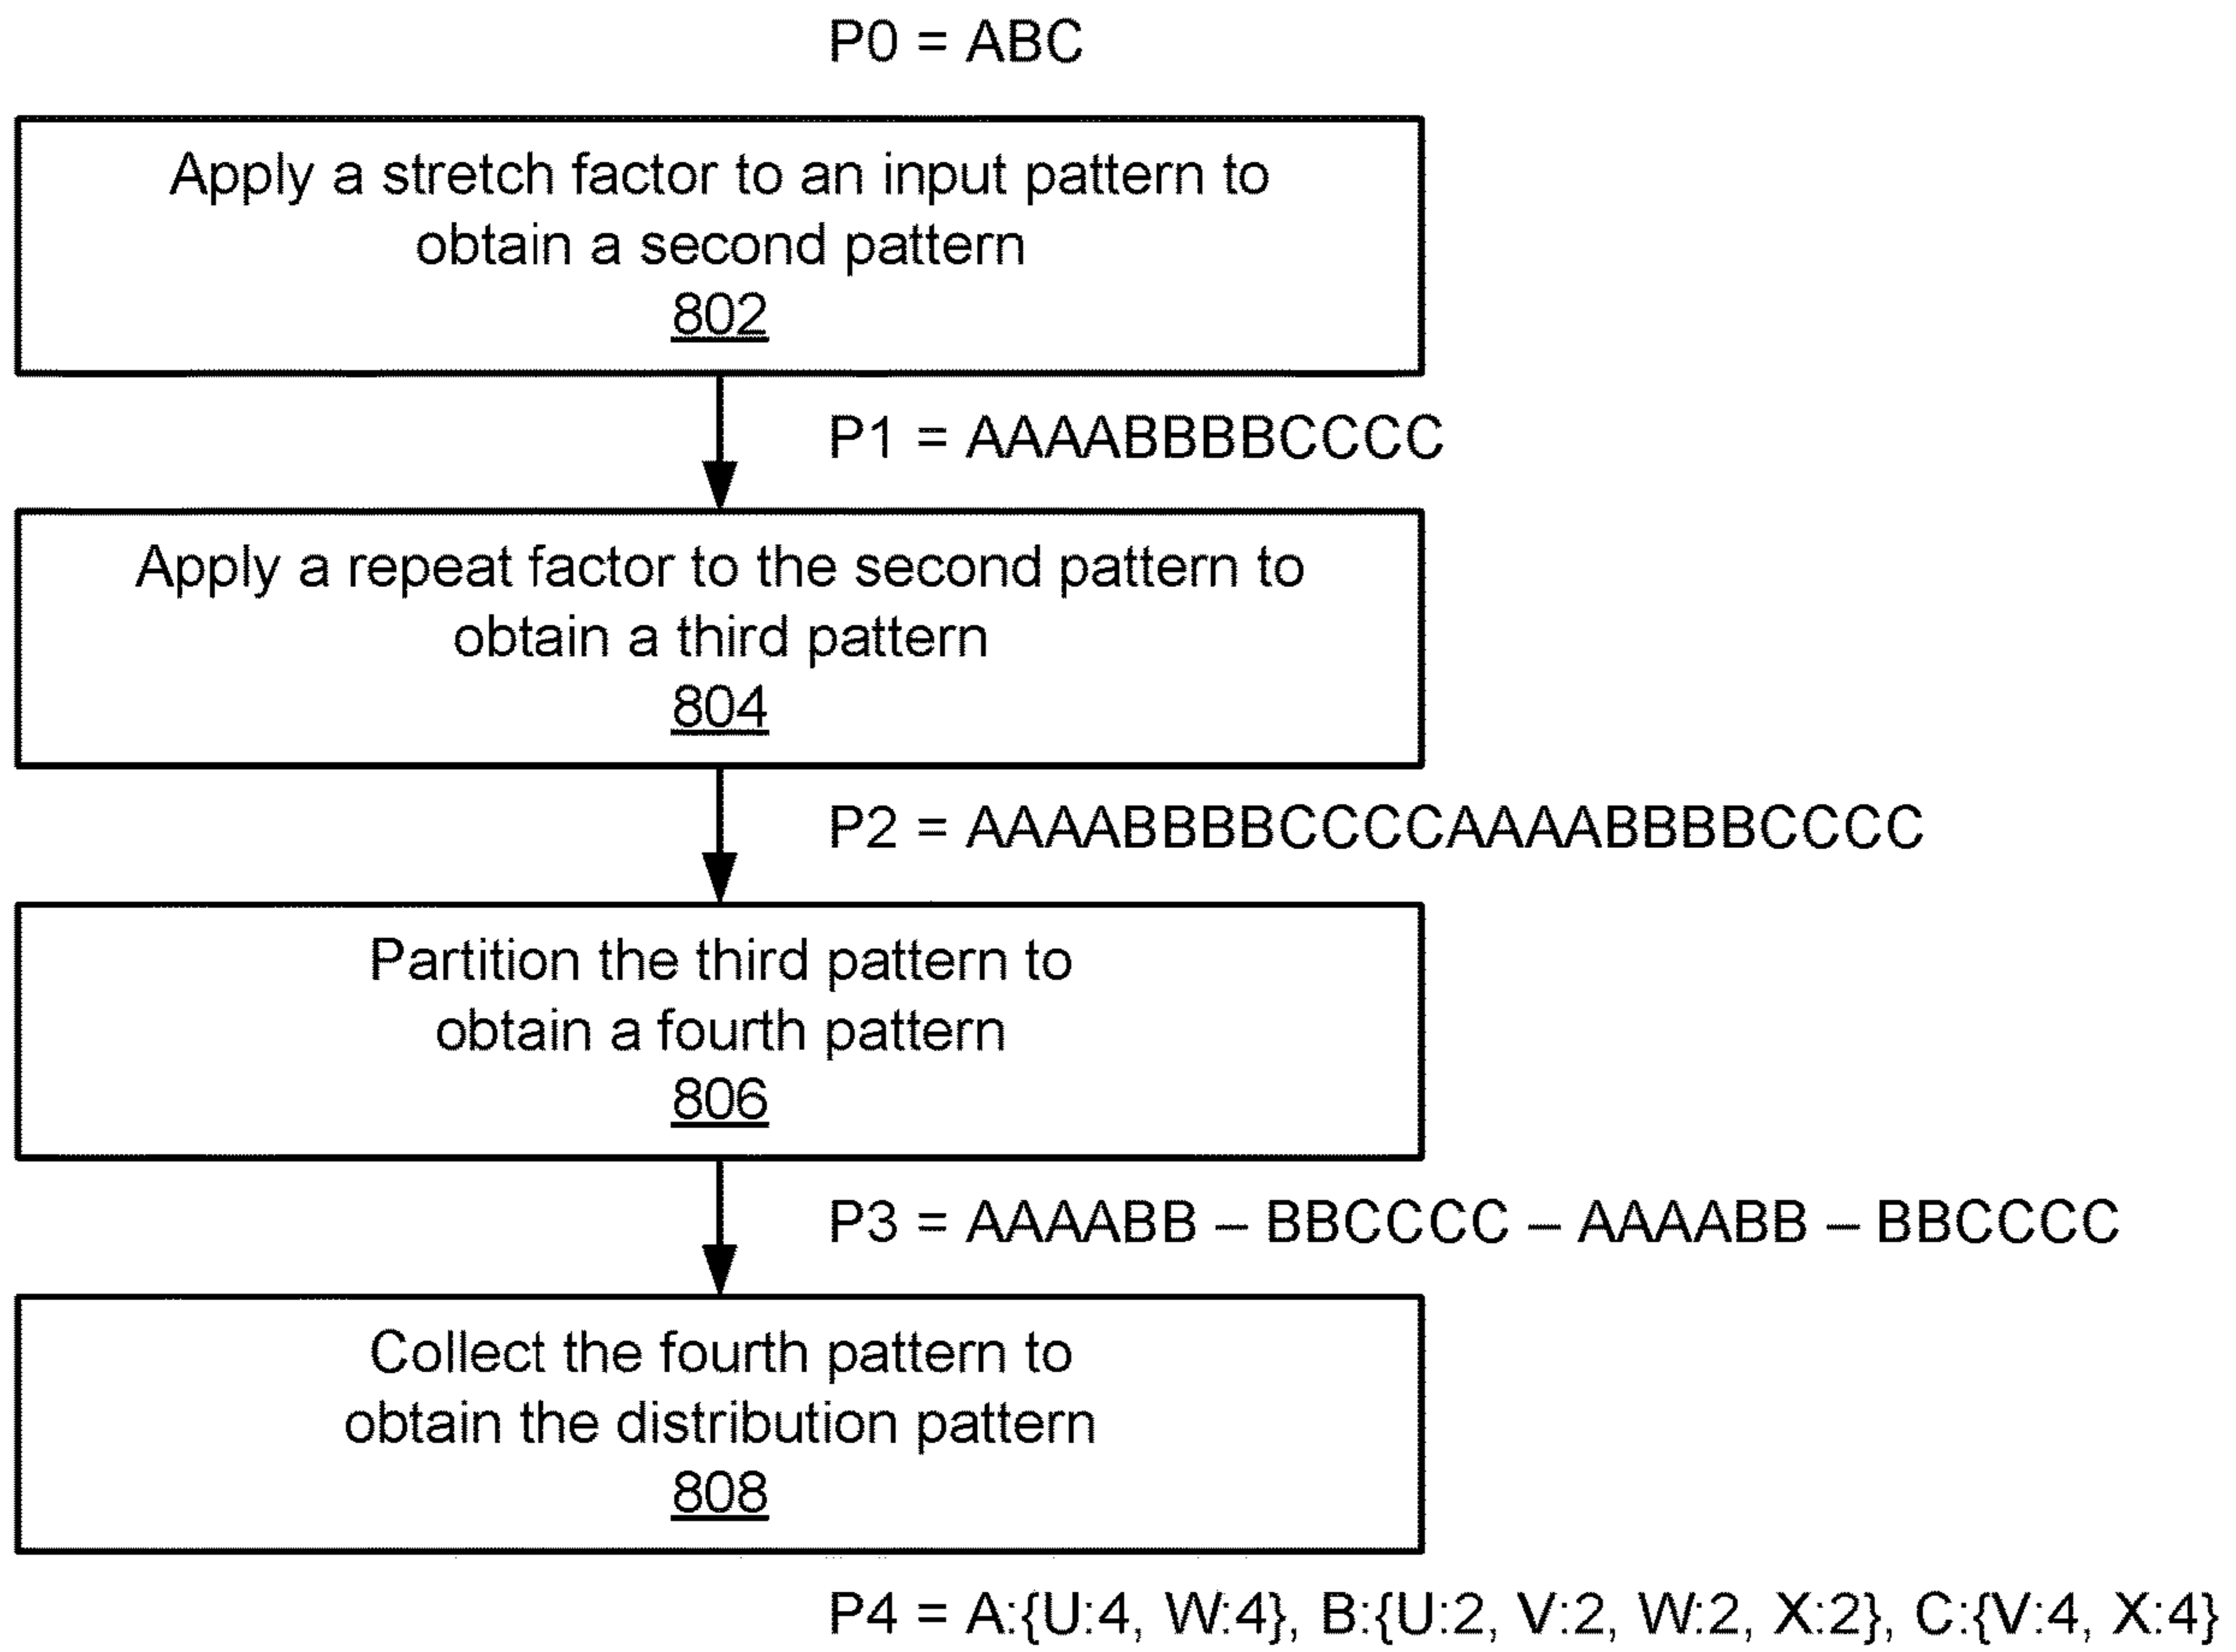 P0 = ABC
Apply a stretch factor to an input pattern to
obtain a second pattern
802
P1 = AAAABBBBCCCC
Apply a repeat factor to the second pattern to
obtain a third pattern
804
P2 = AAAABBBBCCCCAAAABBBBCCCC
Partition the third pattern to
obtain a fourth pattern
806
P3 = AAAABB – BBCCCC – AAAABB – BBCCCC
Collect the fourth pattern to
obtain the distribution pattern
808
P4 = A:{U:4, W:4}, B:{U:2, V:2, W:2, X:2}, C:{V:4, X:4}